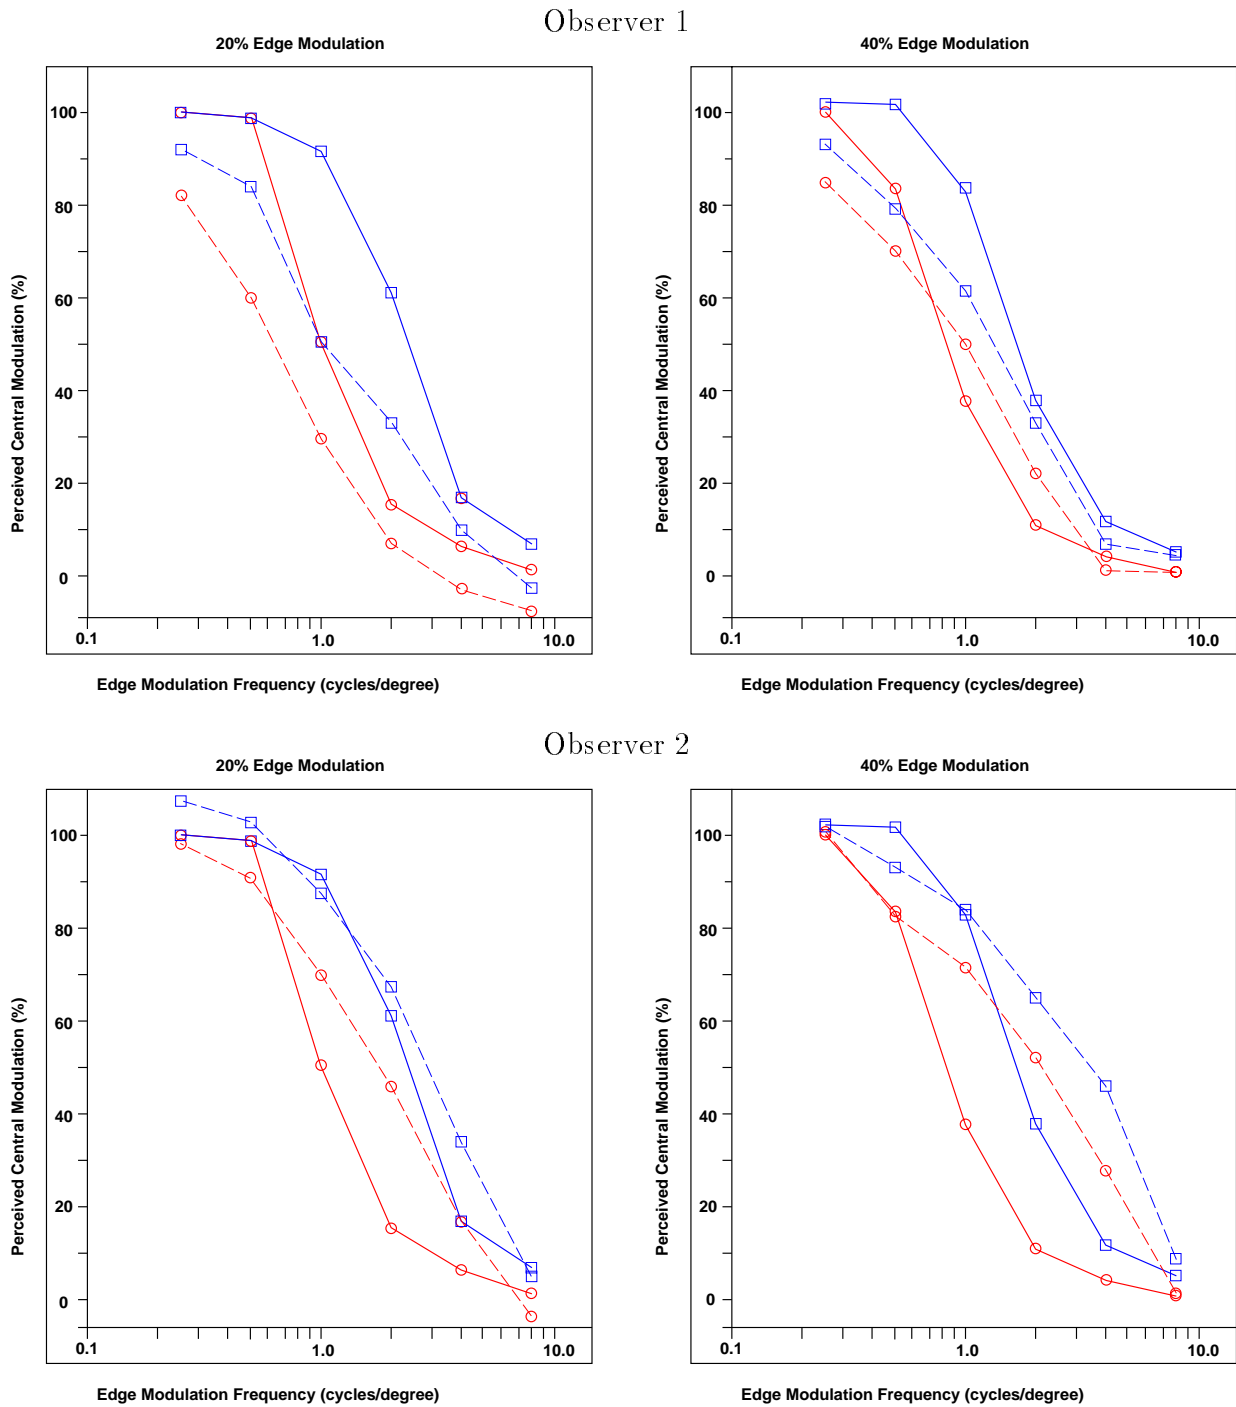 Observer 1
20% Edge Modulation
40% Edge Modulation
Perceived Central Modulation (%)
100
80
60
40
20
0
0.1
1.0
10.0
Edge Modulation Frequency (cycles/degree)
Perceived Central Modulation (%)
100
80
60
40
20
0
0.1
1.0
10.0
Edge Modulation Frequency (cycles/degree)
Observer 2
20% Edge Modulation
40% Edge Modulation
Perceived Central Modulation (%)
100
80
60
40
20
0
0.1
1.0
10.0
Edge Modulation Frequency (cycles/degree)
Perceived Central Modulation (%)
100
80
60
40
20
0
0.1
1.0
10.0
Edge Modulation Frequency (cycles/degree)